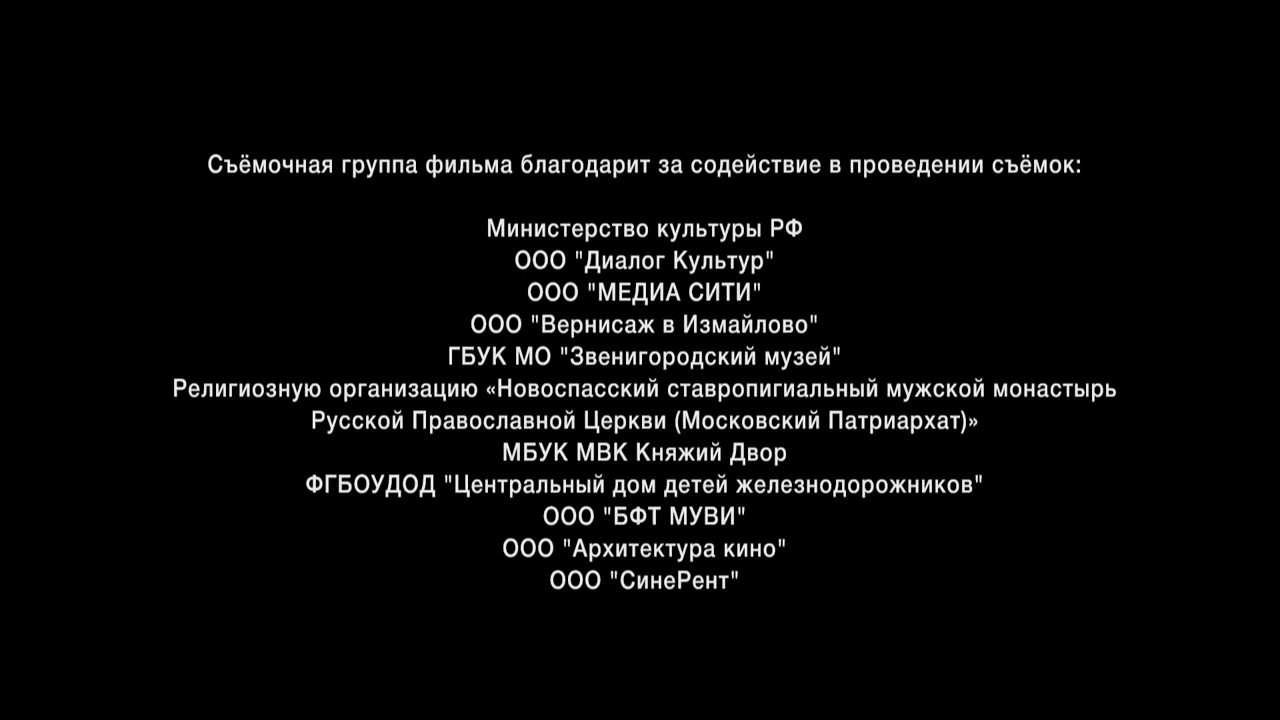 Съёмочная группа фильма благодарит за содействие в проведении съёмок:
Министерство культуры РФ
ООО "Диалог Культур"
ООО "МЕДИА СИТИ"
ООО "Вернисаж в Измайлово"
ГБУК МО "Звенигородский музей"
Религиозную организацию «Новоспасский ставропигиальный мужской монастырь
Русской Православной Церкви (Московский Патриархат)»
МБУК МВК Княжий Двор
ФГБОУДОД "Центральный дом детей железнодорожников"
ООО "БФТ МУВИ"
ООО "Архитектура кино"
ООО "СинеРент"